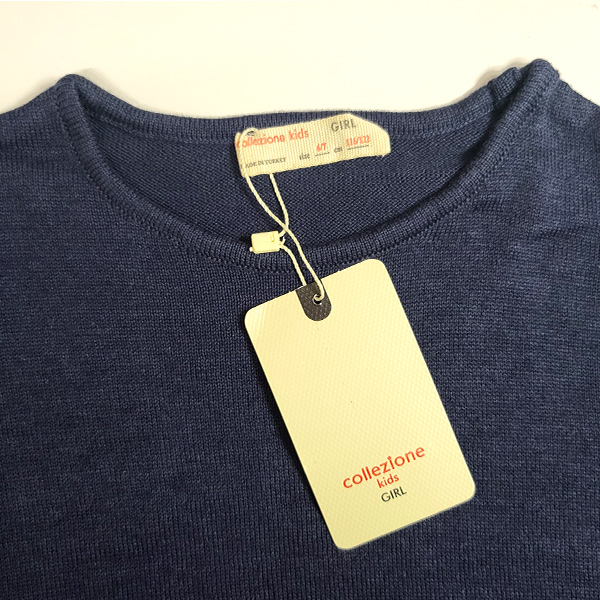 collezione kids GIRL
MADE IN TURKEY size 6/7 cm 116/122
collezione
kids
GIRL